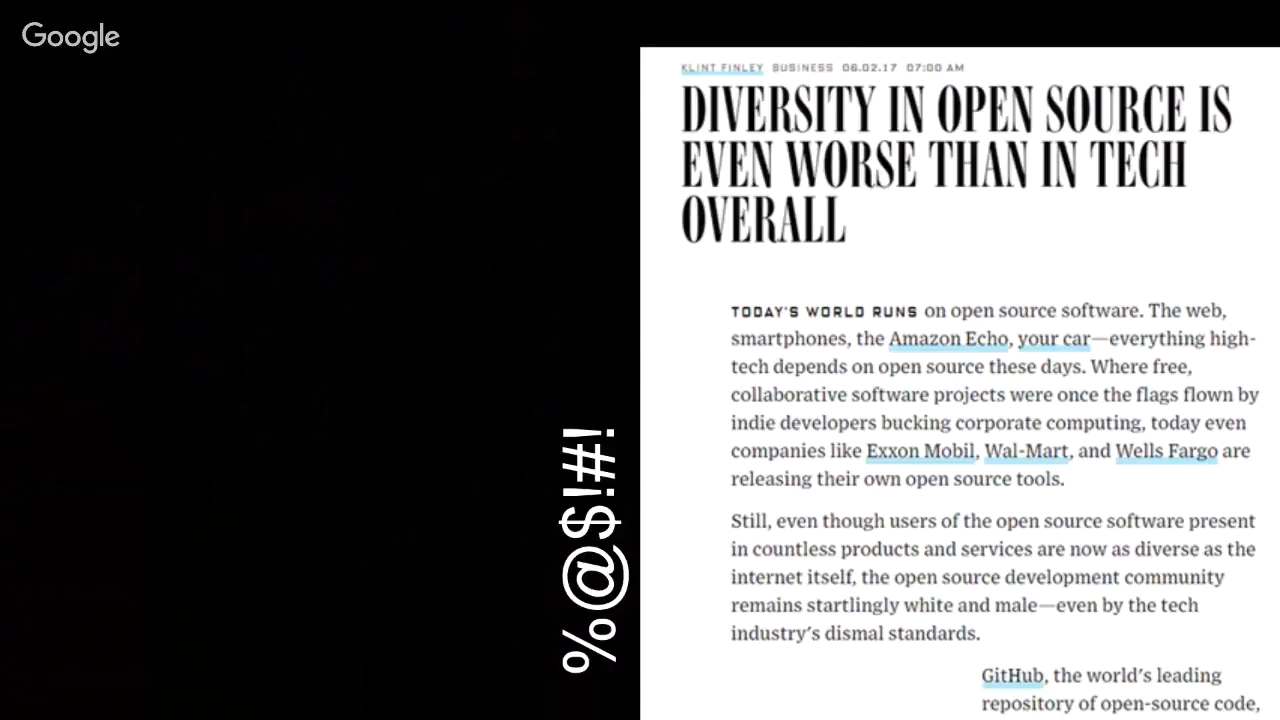 Google
%@$!#!
KLINT FINLEY BUSINESS 06.02.17 07:00 AM
DIVERSITY IN OPEN SOURCE IS
EVEN WORSE THAN IN TECH
OVERALL
TODAY'S WORLD RUNS on open source software. The web,
smartphones, the Amazon Echo, your car—everything high-
tech depends on open source these days. Where free,
collaborative software projects were once the flags flown by
indie developers bucking corporate computing, today even
companies like Exxon Mobil, Wal-Mart, and Wells Fargo are
releasing their own open source tools.
Still, even though users of the open source software present
in countless products and services are now as diverse as the
internet itself, the open source development community
remains startlingly white and male—even by the tech
industry's dismal standards.
GitHub, the world's leading
repository of open-source code,